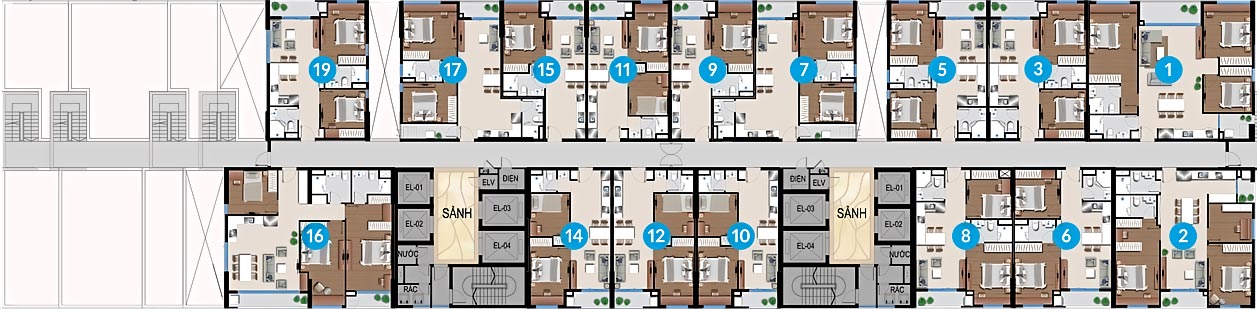 19
17
15
11
9
7
5
3
1
EL-01
ELV
ĐIỆN
ĐIỆN
ELV
EL-01
EL-02
SẢNH
EL-03
EL-03
SẢNH
EL-02
16
EL-04
14
12
10
EL-04
8
6
2
NƯỚC
NƯỚC
RÁC
RÁC